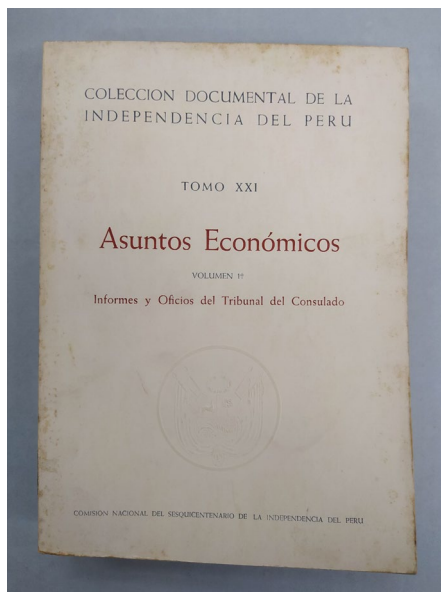 COLECCION DOCUMENTAL DE LA
INDEPENDENCIA DEL PERU
TOMO XXI
Asuntos Económicos
VOLUMEN 1º
Informes y Oficios del Tribunal del Consulado
COMISION NACIONAL DEL SESQUICENTENARIO DE LA INDEPENDENCIA DEL PERU